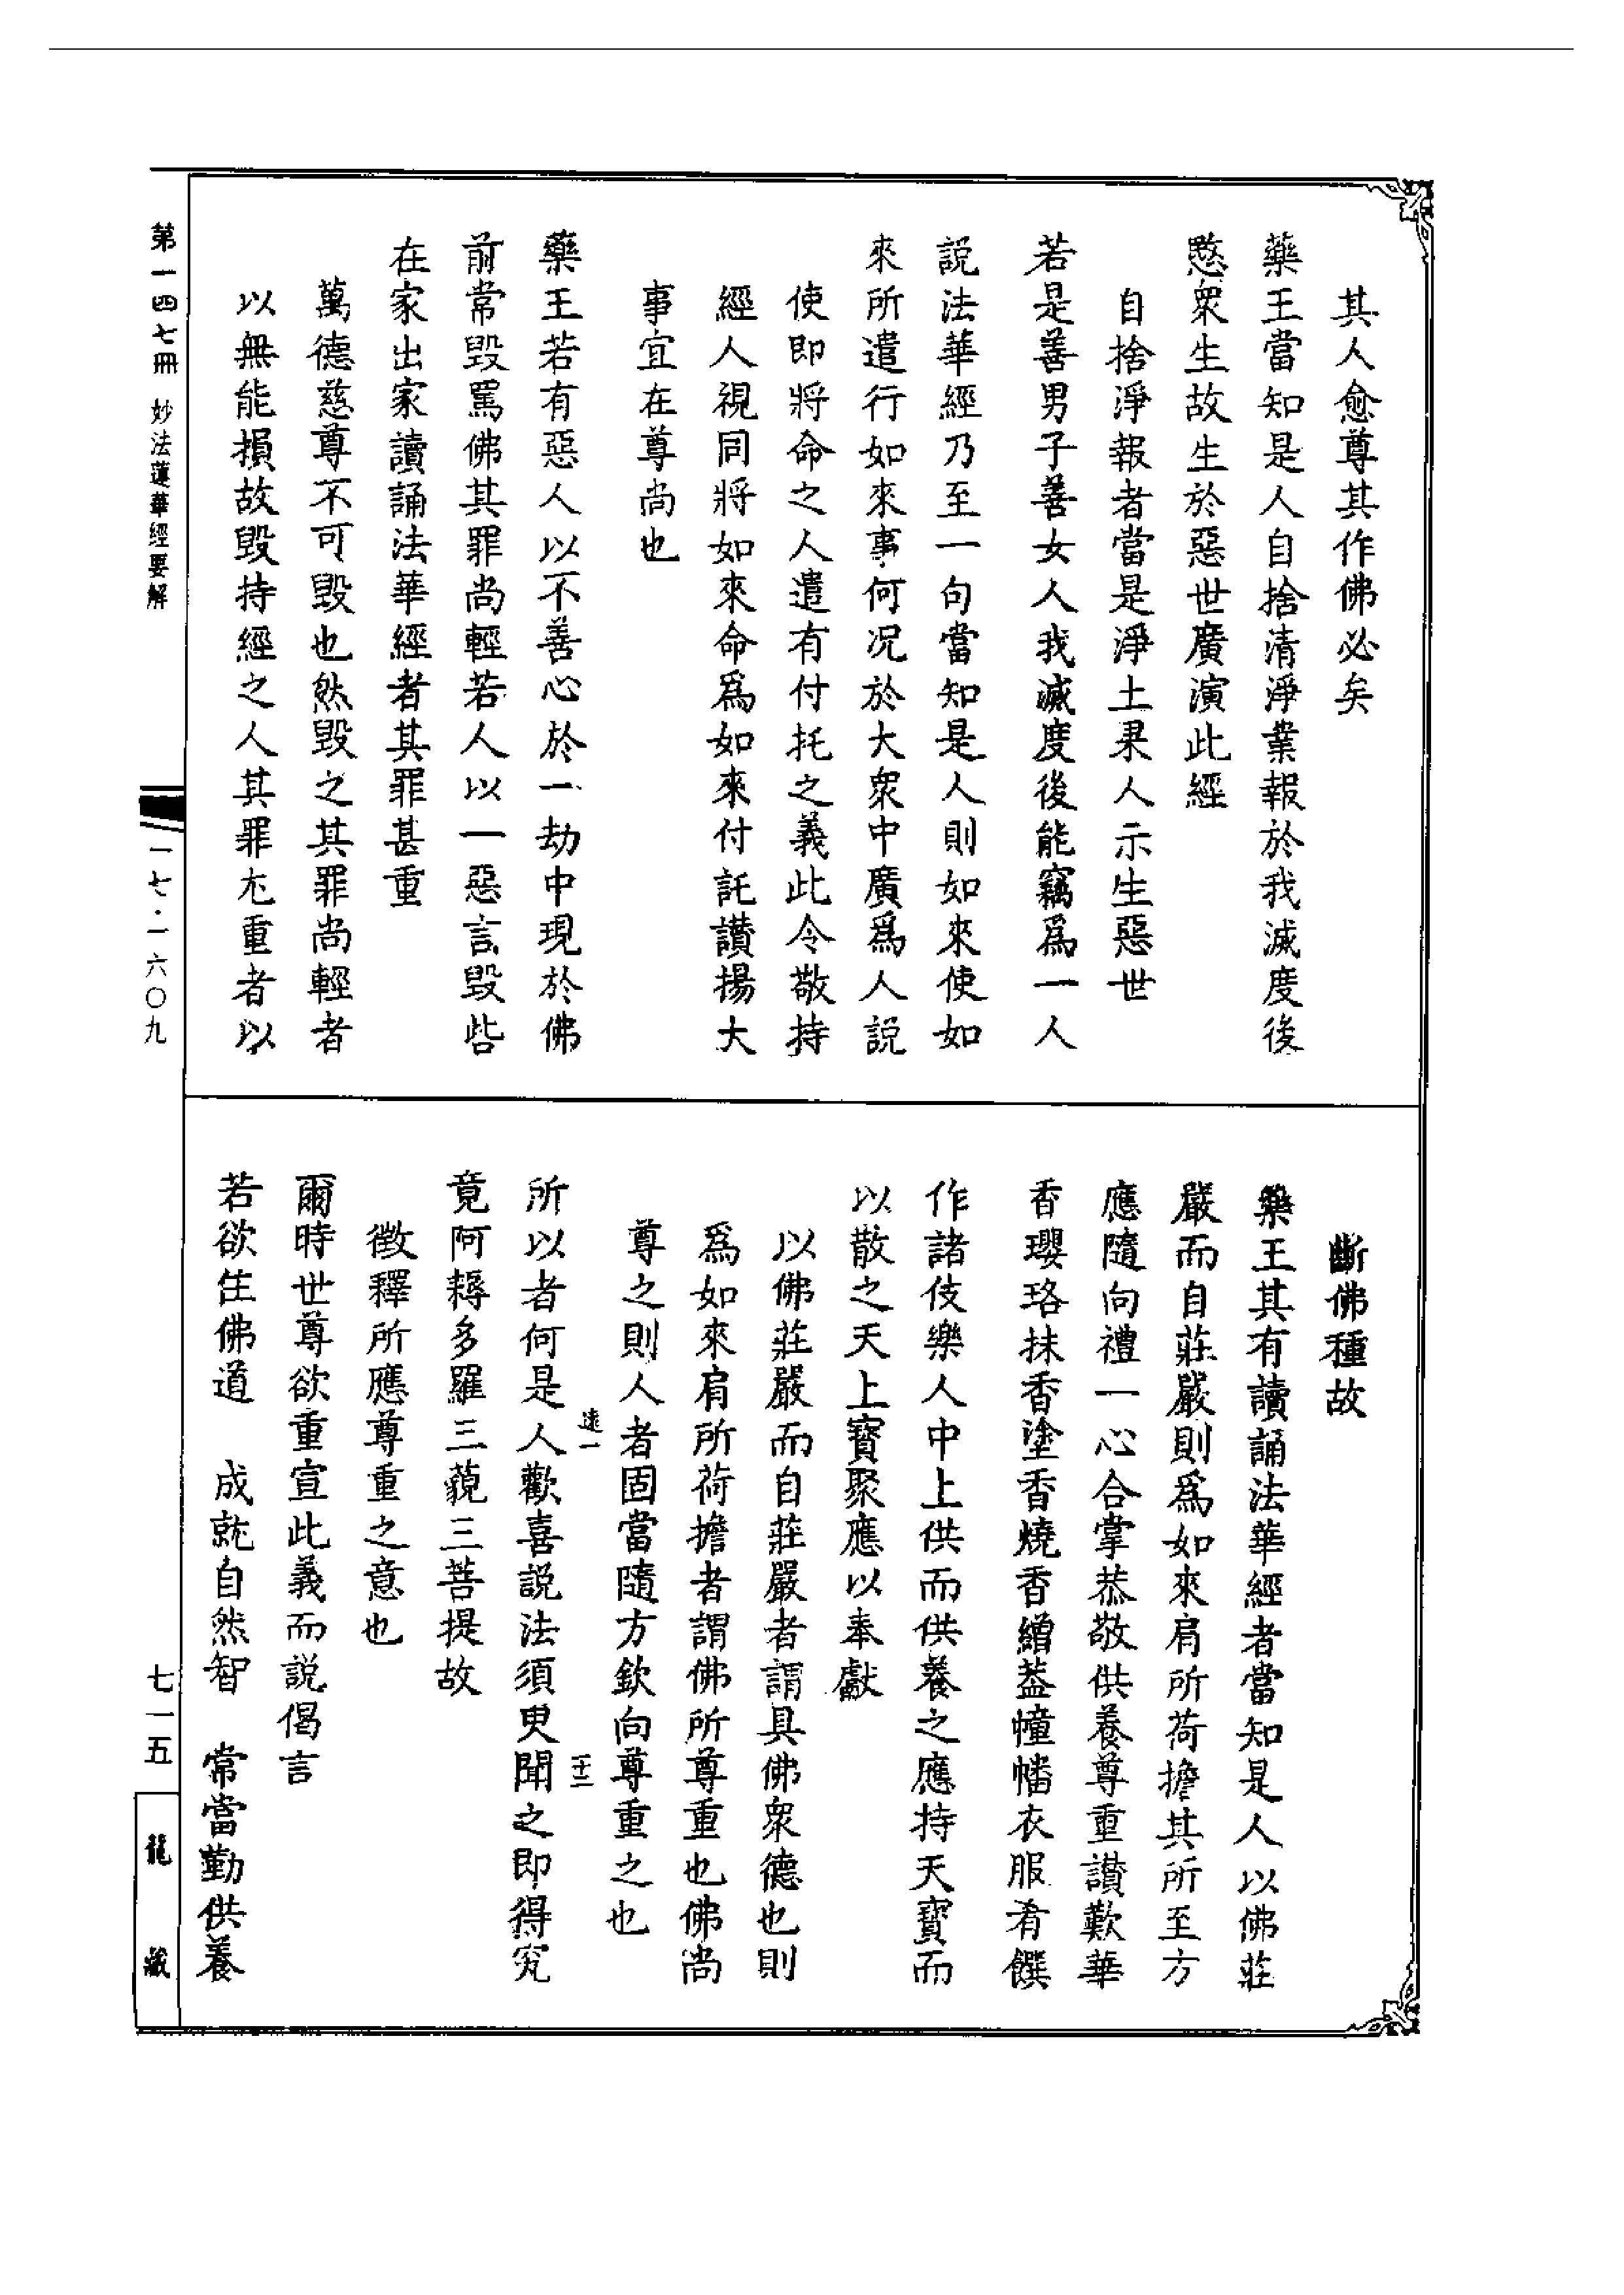 其人愈尊其作佛必矣
藥王當知是人自捨清淨業報於我滅度後
愍衆生故生於惡世廣演此經
自捨淨報者當是淨土果人示生惡世
若是善男子善女人我滅度後能竊爲一人
説法華經乃至一句當知是人則如來使如
來所遣行如來事何況於大衆中廣爲人説
使即將命之人遣有付托之義此令敬持
經人視同將如來命爲如來付託讃揚大
事宜在尊尚也
藥王若有惡人以不善心於一劫中現於佛
前常毀罵佛其罪尚輕若人以一惡言毀呰
在家出家讀誦法華經者其罪甚重
萬德慈尊不可毀也然毀之其罪尚輕者
以無能損故毀持經之人其罪尤重者以
斷佛種故
藥王其有讀誦法華經者當知是人以佛莊
嚴而自莊嚴則爲如來肩所荷擔其所至方
應隨向禮一心合掌恭敬供養尊重讃歎華
香瓔珞抹香塗香燒香繒蓋幢幡衣服肴饌
作諸伎樂人中上供而供養之應持天寶而
以散之天上寶聚應以奉獻
以佛莊嚴而自莊嚴者謂具佛衆德也則
爲如來肩所荷擔者謂佛所尊重也佛尚
尊之則人者固當隨方欽向尊重之也
遠一 十二
所以者何是人歡喜説法須臾聞之即得究
竟阿耨多羅三藐三菩提故
徵釋所應尊重之意也
爾時世尊欲重宣此義而説偈言
若欲住佛道 成就自然智 常當勤供養
第一四七冊 妙法蓮華經要解
一七·一六〇九
七一五
龍藏